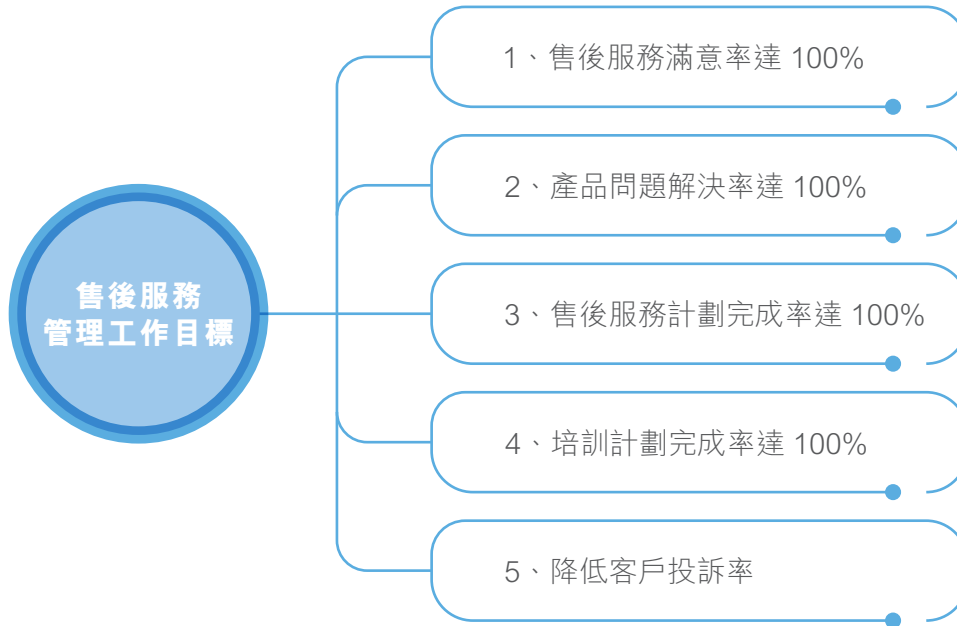 售後服務
管理工作目標
1、售後服務滿意率達 100%
2、產品問題解決率達 100%
3、售後服務計劃完成率達 100%
4、培訓計劃完成率達 100%
5、降低客戶投訴率